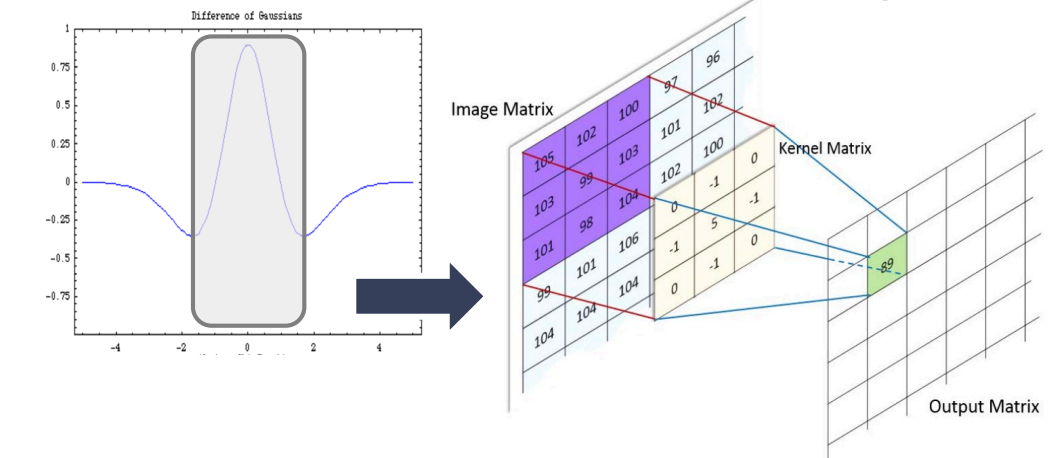 Difference of Gaussians
1
0.75
0.5
0.25
0
-0.25
-0.5
-0.75
-4 -2 0 2 4
Image Matrix
105 102 100 97 96
103 99 103 101 102
101 98 104 102 100
99 101 106
104 104 104
Kernel Matrix
0 -1 0
-1 5 -1
0 -1 0
89
Output Matrix